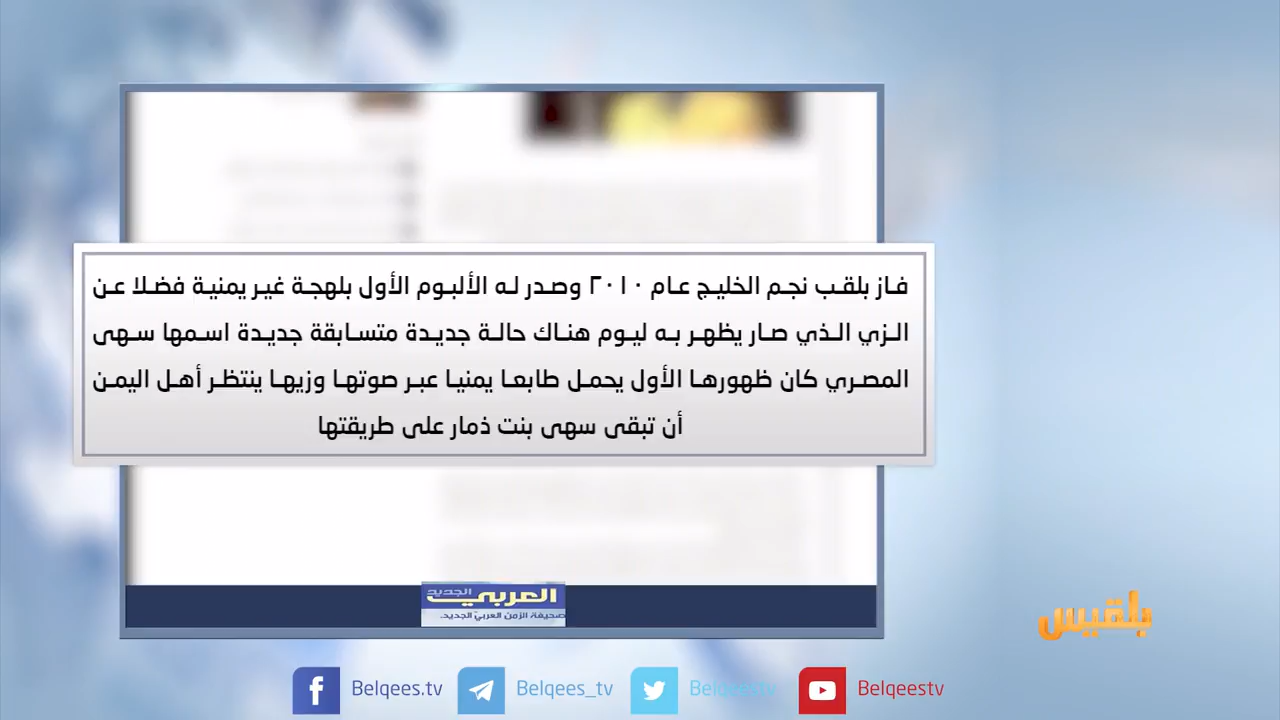 فاز بلقب نجم الخليج عام ٢٠١٠ وصدر له الألبوم الأول بلهجة غير يمنية فضلا عن
الزي الذي صار يظهر به ليوم هناك حالة جديدة متسابقة جديدة اسمها سهى
المصري كان ظهورها الأول يحمل طابعا يمنيا عبر صوتها وزيها ينتظر أهل اليمن
أن تبقى سهى بنت ذمار على طريقتها
العربي الجديد
صحيفة الزمن العربي الجديد.
بلقيس
Belqees.tv
Belqees_tv
Belqeestv
Belqeestv